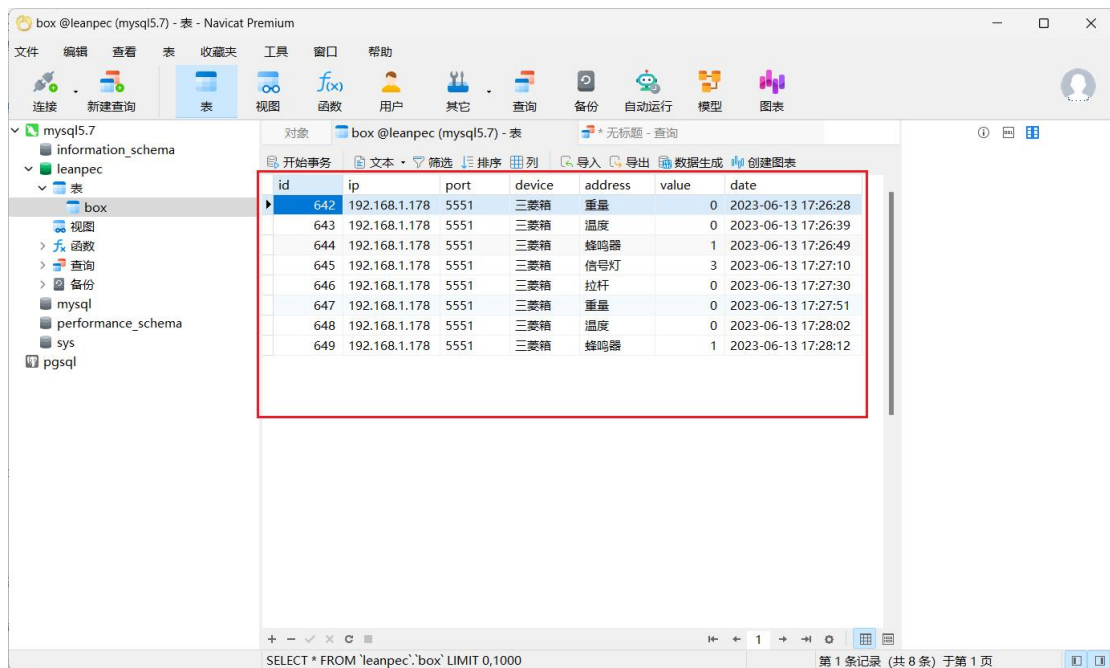 box @leanpec (mysql5.7) - 表 - Navicat Premium
文件 编辑 查看 表 收藏夹 工具 窗口 帮助
连接 新建查询 表 视图 函数 用户 其它 查询 备份 自动运行 模型 图表
mysql5.7
information_schema
leanpec
表
box
视图
函数
查询
备份
mysql
performance_schema
sys
pgsql
对象 box @leanpec (mysql5.7) - 表 * 无标题 - 查询
开始事务 文本 筛选 排序 列 导入 导出 数据生成 创建图表
id ip port device address value date
642 192.168.1.178 5551 三菱箱 重量 0 2023-06-13 17:26:28
643 192.168.1.178 5551 三菱箱 温度 0 2023-06-13 17:26:39
644 192.168.1.178 5551 三菱箱 蜂鸣器 1 2023-06-13 17:26:49
645 192.168.1.178 5551 三菱箱 信号灯 3 2023-06-13 17:27:10
646 192.168.1.178 5551 三菱箱 拉杆 0 2023-06-13 17:27:30
647 192.168.1.178 5551 三菱箱 重量 0 2023-06-13 17:27:51
648 192.168.1.178 5551 三菱箱 温度 0 2023-06-13 17:28:02
649 192.168.1.178 5551 三菱箱 蜂鸣器 1 2023-06-13 17:28:12
1
SELECT * FROM `leanpec`.`box` LIMIT 0,1000 第 1 条记录 (共 8 条) 于第 1 页